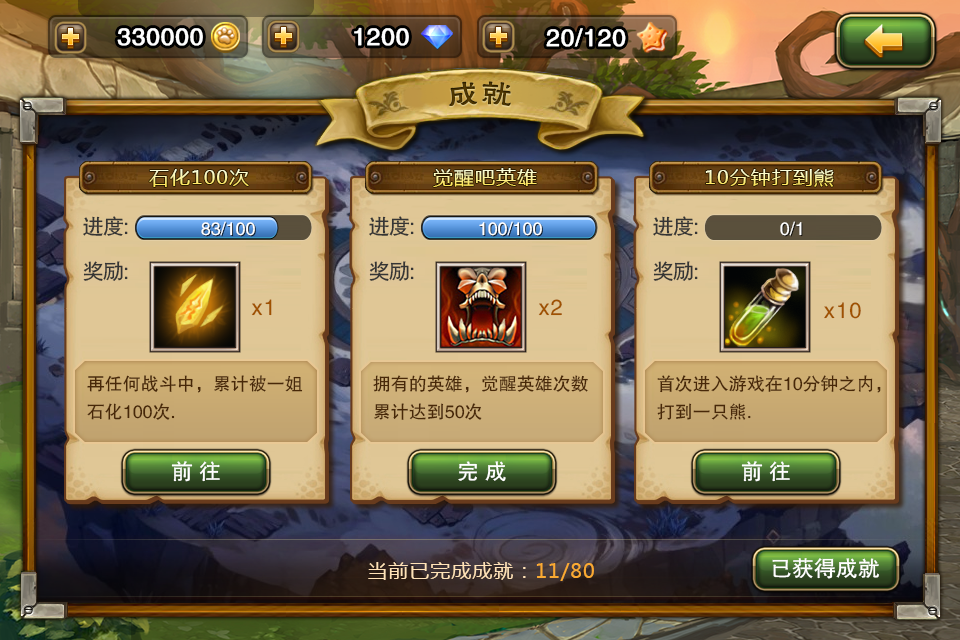 330000
1200
20/120
成就
石化100次
进度: 83/100
奖励:
x1
再任何战斗中，累计被一姐
石化100次.
前往
觉醒吧英雄
进度: 100/100
奖励:
x2
拥有的英雄，觉醒英雄次数
累计达到50次
完成
10分钟打到熊
进度: 0/1
奖励:
x10
首次进入游戏在10分钟之内，
打到一只熊.
前往
当前已完成成就：11/80
已获得成就